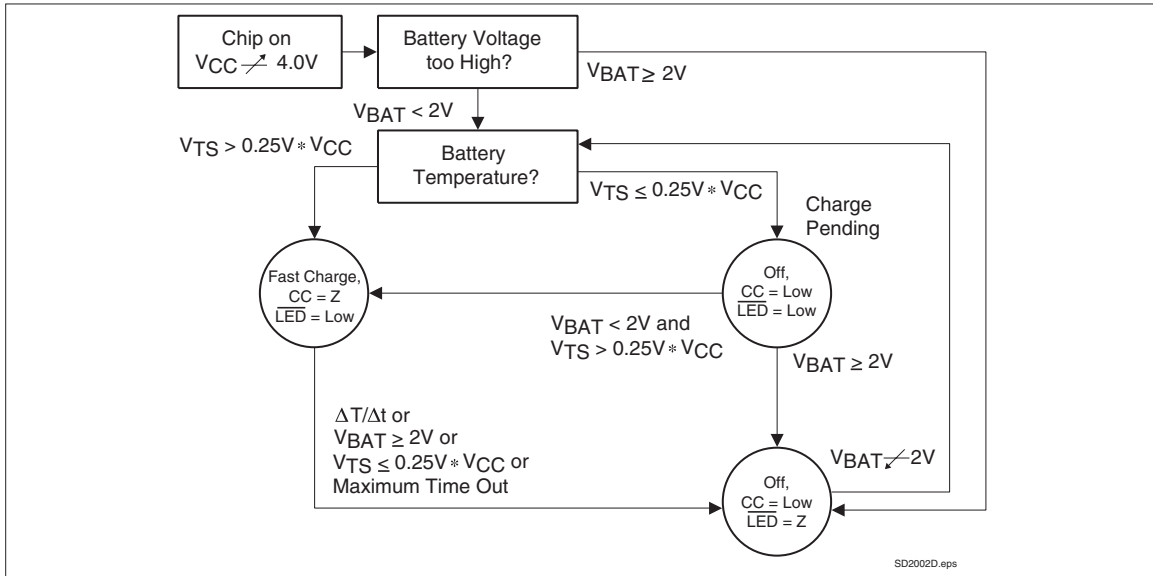 Chip on
VCC 4.0V
Battery Voltage
too High?
VBAT ≥ 2V
VBAT < 2V
VTS > 0.25V * VCC
Battery
Temperature?
VTS ≤ 0.25V * VCC
Charge
Pending
Fast Charge,
CC = Z
LED = Low
Off,
CC = Low
LED = Low
VBAT < 2V and
VTS > 0.25V * VCC
VBAT ≥ 2V
ΔT/Δt or
VBAT ≥ 2V or
VTS ≤ 0.25V * VCC or
Maximum Time Out
VBAT 2V
Off,
CC = Low
LED = Z
SD2002D.eps